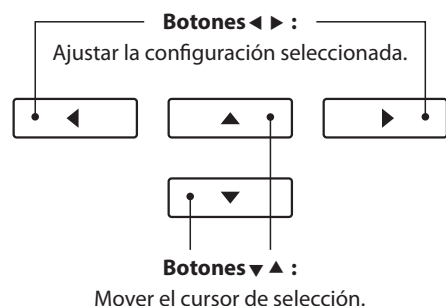 Botones ◀ ▶ :
Ajustar la configuración seleccionada.
◀ ▲ ▶
▼
Botones ▼ ▲ :
Mover el cursor de selección.